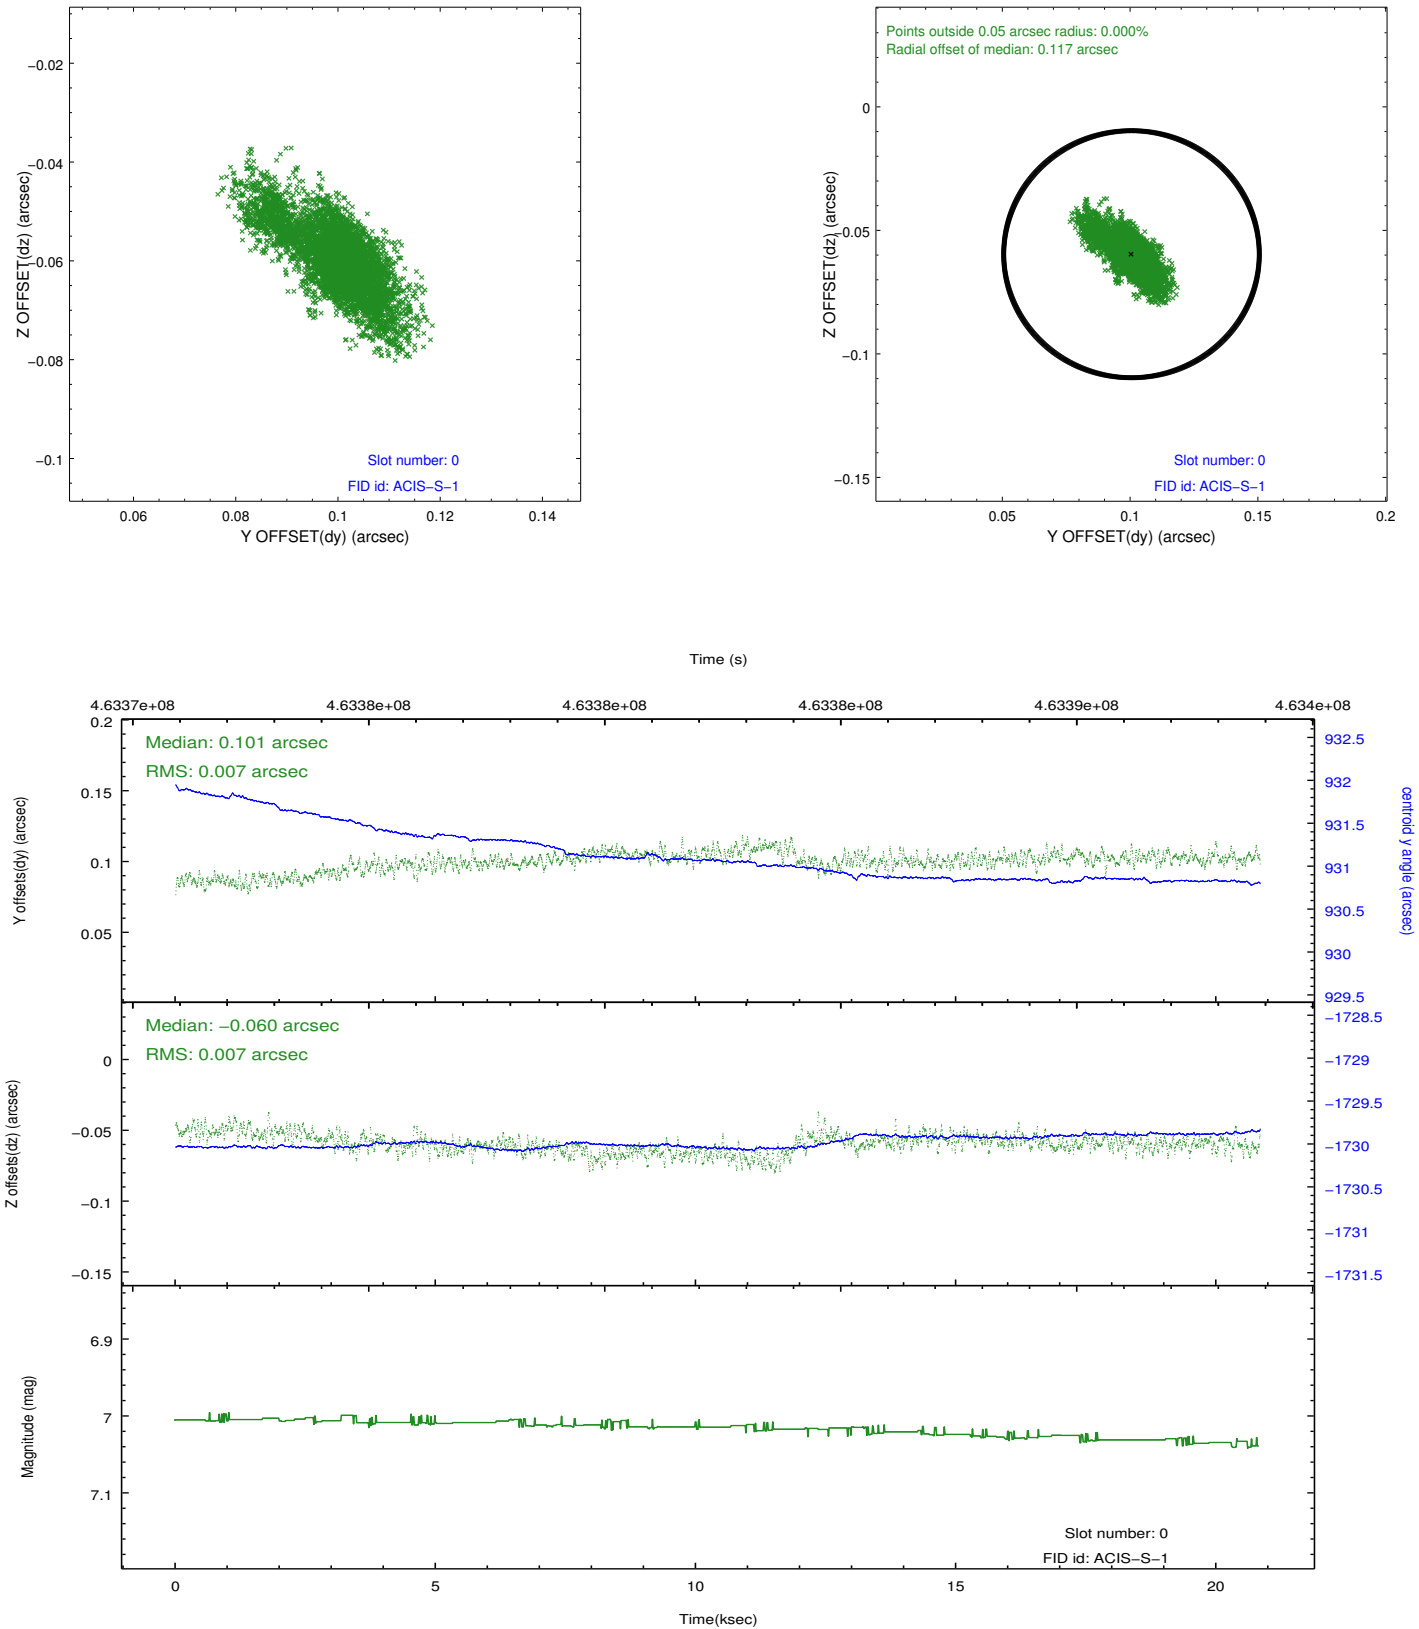 −0.02
−0.04
−0.06
−0.08
−0.1
Z OFFSET(dz) (arcsec)
Slot number: 0
FID id: ACIS−S−1
0.06
0.08
0.1
0.12
0.14
Y OFFSET(dy) (arcsec)
Points outside 0.05 arcsec radius: 0.000%
Radial offset of median: 0.117 arcsec
0
−0.05
−0.1
−0.15
Z OFFSET(dz) (arcsec)
Slot number: 0
FID id: ACIS−S−1
0.05
0.1
0.15
0.2
Y OFFSET(dy) (arcsec)
Time (s)
4.6337e+08
4.6338e+08
4.6338e+08
4.6338e+08
4.6339e+08
4.634e+08
0.2
0.15
0.1
0.05
Y offsets(dy) (arcsec)
Median: 0.101 arcsec
RMS: 0.007 arcsec
932.5
932
931.5
931
930.5
930
929.5
centroid y angle (arcsec)
0
−0.05
−0.1
−0.15
Z offsets(dz) (arcsec)
Median: −0.060 arcsec
RMS: 0.007 arcsec
−1728.5
−1729
−1729.5
−1730
−1730.5
−1731
−1731.5
6.9
7
7.1
Magnitude (mag)
Slot number: 0
FID id: ACIS−S−1
0
5
10
15
20
Time(ksec)